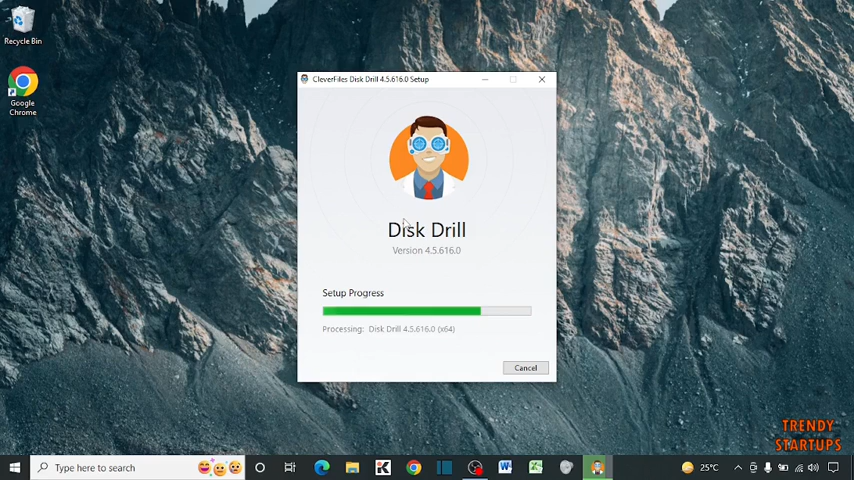 Recycle Bin
Google
Chrome
CleverFiles Disk Drill 4.5.616.0 Setup
Disk Drill
Version 4.5.616.0
Setup Progress
Processing: Disk Drill 4.5.616.0 (x64)
Cancel
TRENDY
STARTUPS
Type here to search
25°C